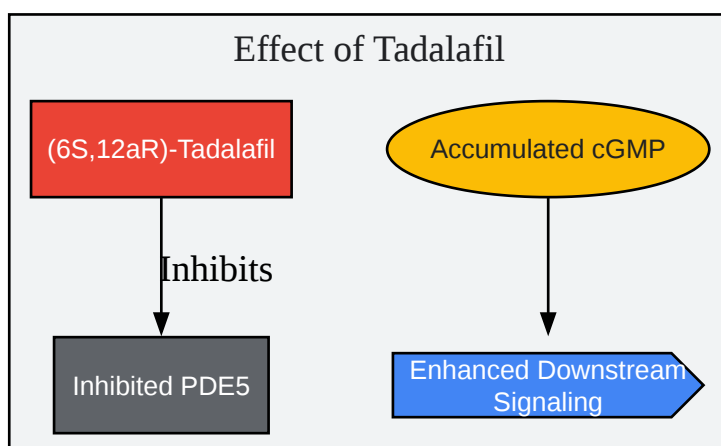 Effect of Tadalafil
(6S,12aR)-Tadalafil
Accumulated cGMP
Inhibits
Inhibited PDE5
Enhanced Downstream
Signaling